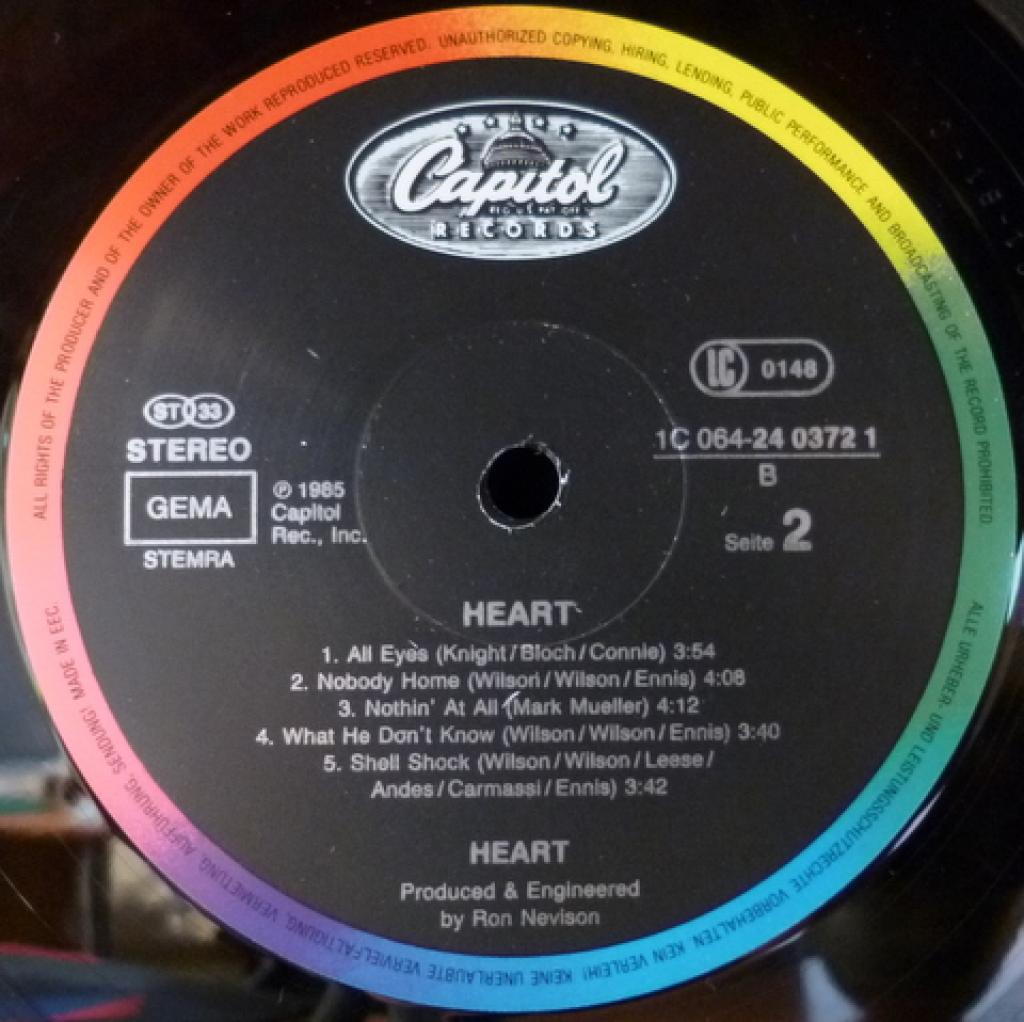 ALL RIGHTS OF THE PRODUCER AND OF THE OWNER OF THE WORK REPRODUCED RESERVED. UNAUTHORIZED COPYING, HIRING, LENDING, PUBLIC PERFORMANCE AND BROADCASTING OF THE RECORD PROHIBITED.
Capitol
REG. U.S. PAT. OFF.
RECORDS
LC 0148
ST 33
STEREO
GEMA
STEMRA
℗ 1985
Capitol
Rec., Inc.
1C 064-24 0372 1
B
Seite 2
HEART
1. All Eyes (Knight/Bloch/Connie) 3:54
2. Nobody Home (Wilson/Wilson/Ennis) 4:08
3. Nothin' At All (Mark Mueller) 4:12
4. What He Don't Know (Wilson/Wilson/Ennis) 3:40
5. Shell Shock (Wilson/Wilson/Leese/
Andes/Carmassi/Ennis) 3:42
HEART
Produced & Engineered
by Ron Nevison
ALLE URHEBER- UND LEISTUNGSSCHUTZRECHTE VORBEHALTEN. KEIN VERLEIH! KEINE UNERLAUBTE VERVIELFÄLTIGUNG, VERMIETUNG, AUFFÜHRUNG, SENDUNG! MADE IN EEC.